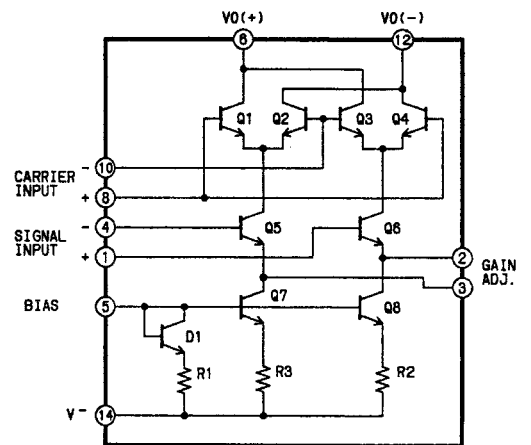 VO(+) VO(-)
6 12
Q1 Q2 Q3 Q4
CARRIER INPUT
- 10
+ 8
SIGNAL INPUT
- 4
+ 1
Q5 Q6
2
3
GAIN ADJ.
BIAS 5
Q7 Q8
D1
R1 R3 R2
V- 14